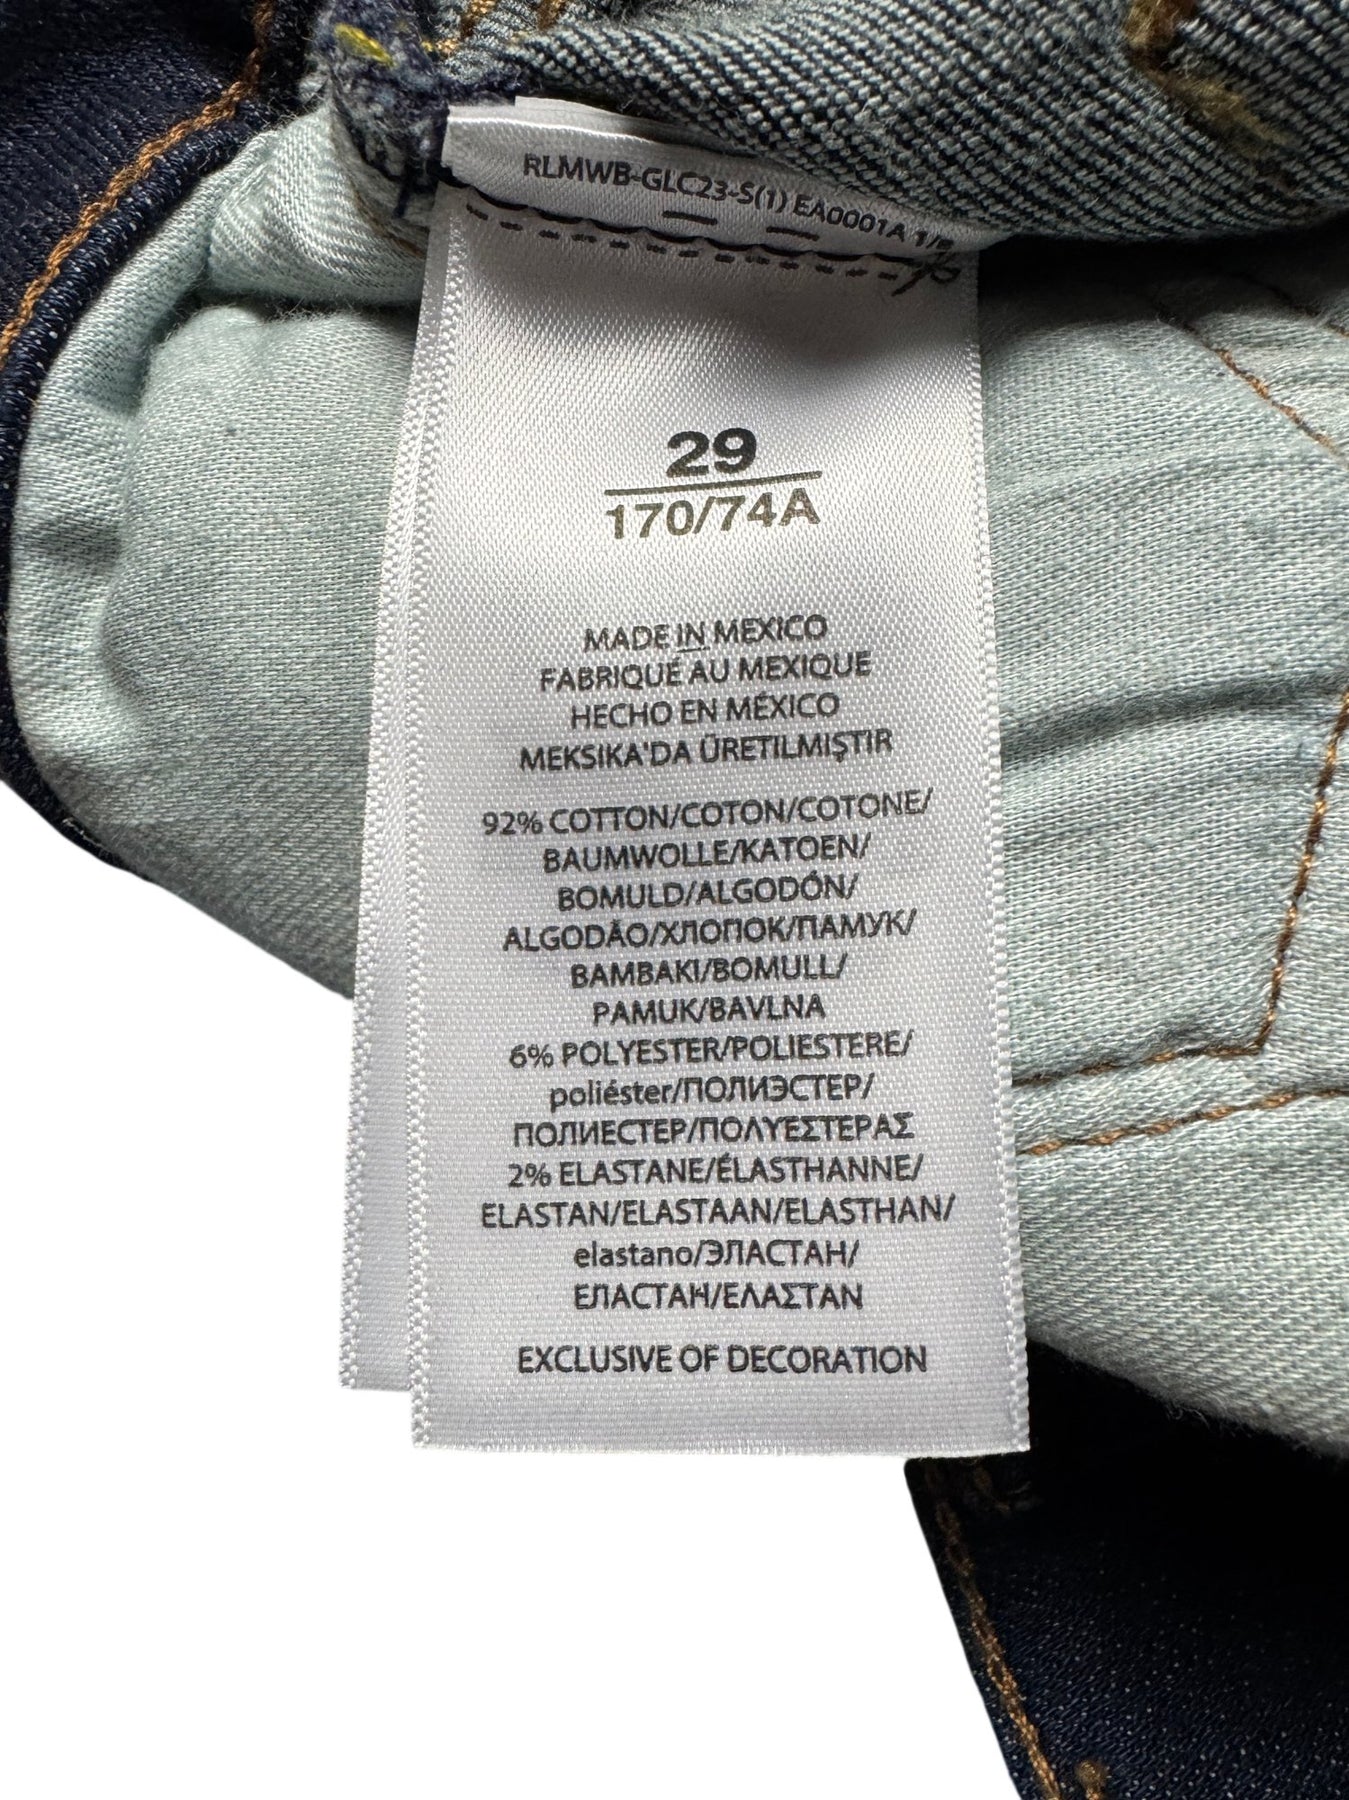 RLMWB-GLC23-S(1) EA0001A
29
170/74A
MADE IN MEXICO
FABRIQUÉ AU MEXIQUE
HECHO EN MÉXICO
MEKSIKA'DA ÜRETILMIŞTIR
92% COTTON/COTON/COTONE/
BAUMWOLLE/KATOEN/
BOMULD/ALGODÓN/
ALGODÃO/ХЛОПОК/ПАМУК/
BAMBAKI/BOMULL/
PAMUK/BAVLNA
6% POLYESTER/POLIESTERE/
poliéster/ПОЛИЭСТЕР/
ПОЛИЕСТЕР/ΠΟΛΥΕΣΤΕΡΑΣ
2% ELASTANE/ÉLASTHANNE/
ELASTAN/ELASTAAN/ELASTHAN/
elastano/ЭЛАСТАН/
ЕЛАСТАН/ΕΛΑΣΤΑΝ
EXCLUSIVE OF DECORATION